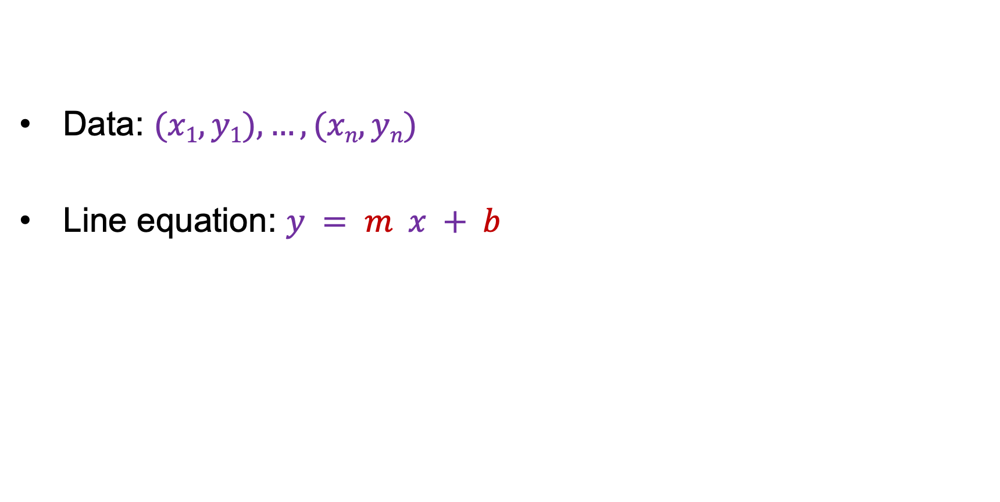 • Data: (x₁, y₁), …, (xₙ, yₙ)
• Line equation: y = m x + b